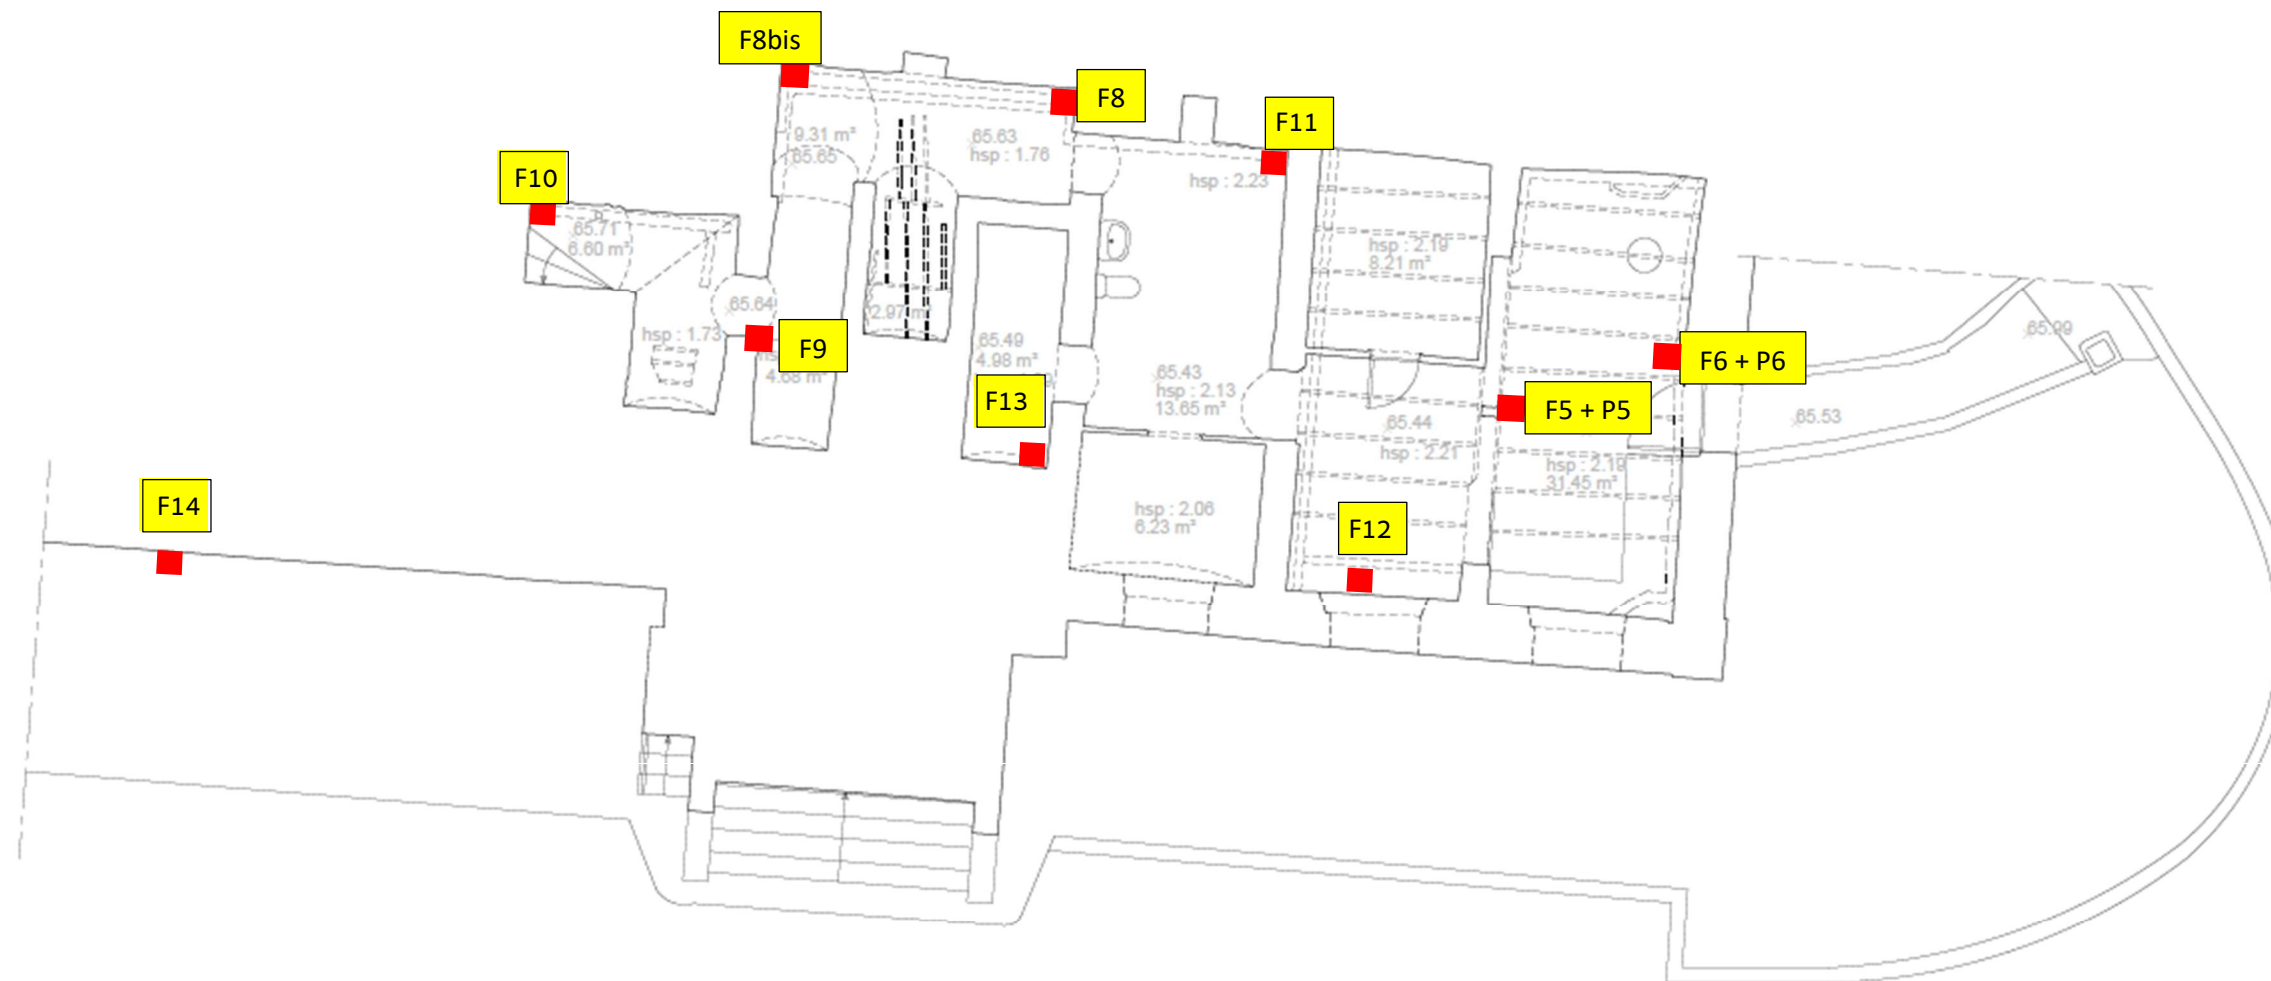 F8bis
F8
F11
F10
9.31 m²
65.65
65.63
hsp : 1.76
hsp : 2.23
65.71
6.60 m²
hsp : 2.19
8.21 m²
65.64
2.97 m²
hsp : 1.73
F9
4.68 m²
65.49
4.98 m²
F13
65.43
hsp : 2.13
13.65 m²
65.99
F6 + P6
F5 + P5
65.53
65.44
hsp : 2.21
hsp : 2.19
31.45 m²
F14
hsp : 2.06
6.23 m²
F12